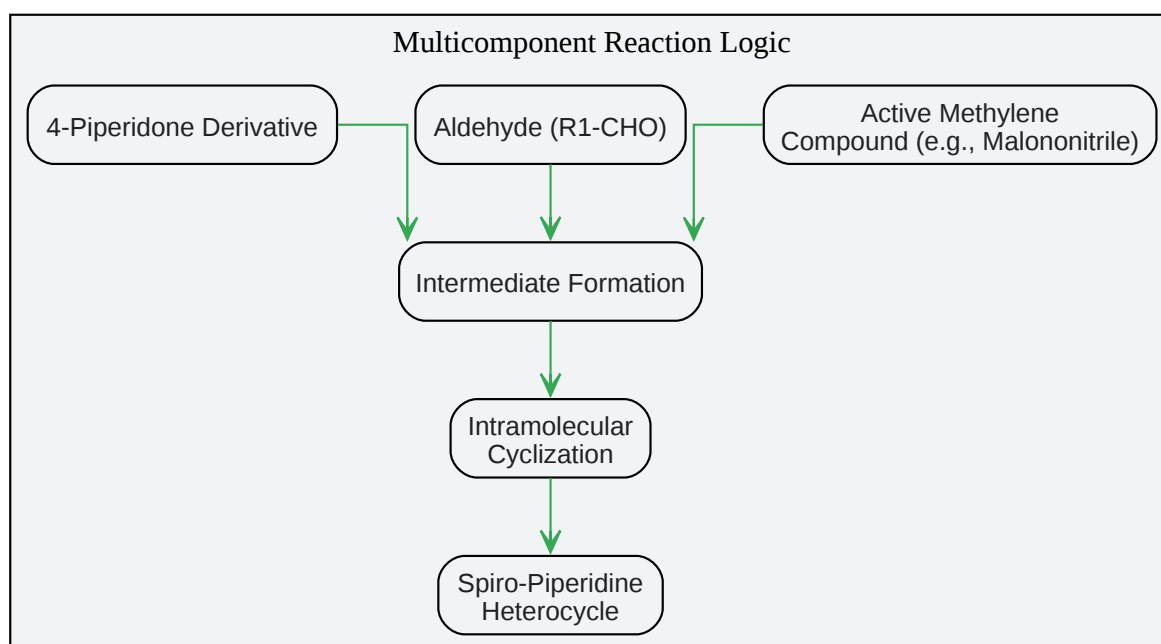 Multicomponent Reaction Logic
4-Piperidone Derivative
Aldehyde (R1-CHO)
Active Methylene
Compound (e.g., Malononitrile)
Intermediate Formation
Intramolecular
Cyclization
Spiro-Piperidine
Heterocycle